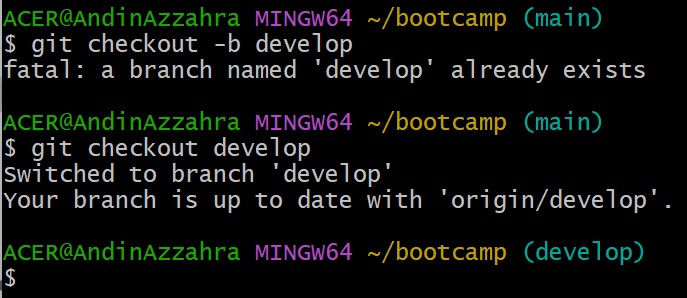 ACER@AndinAzzahra MINGW64 ~/bootcamp (main)
$ git checkout -b develop
fatal: a branch named 'develop' already exists
ACER@AndinAzzahra MINGW64 ~/bootcamp (main)
$ git checkout develop
Switched to branch 'develop'
Your branch is up to date with 'origin/develop'.
ACER@AndinAzzahra MINGW64 ~/bootcamp (develop)
$